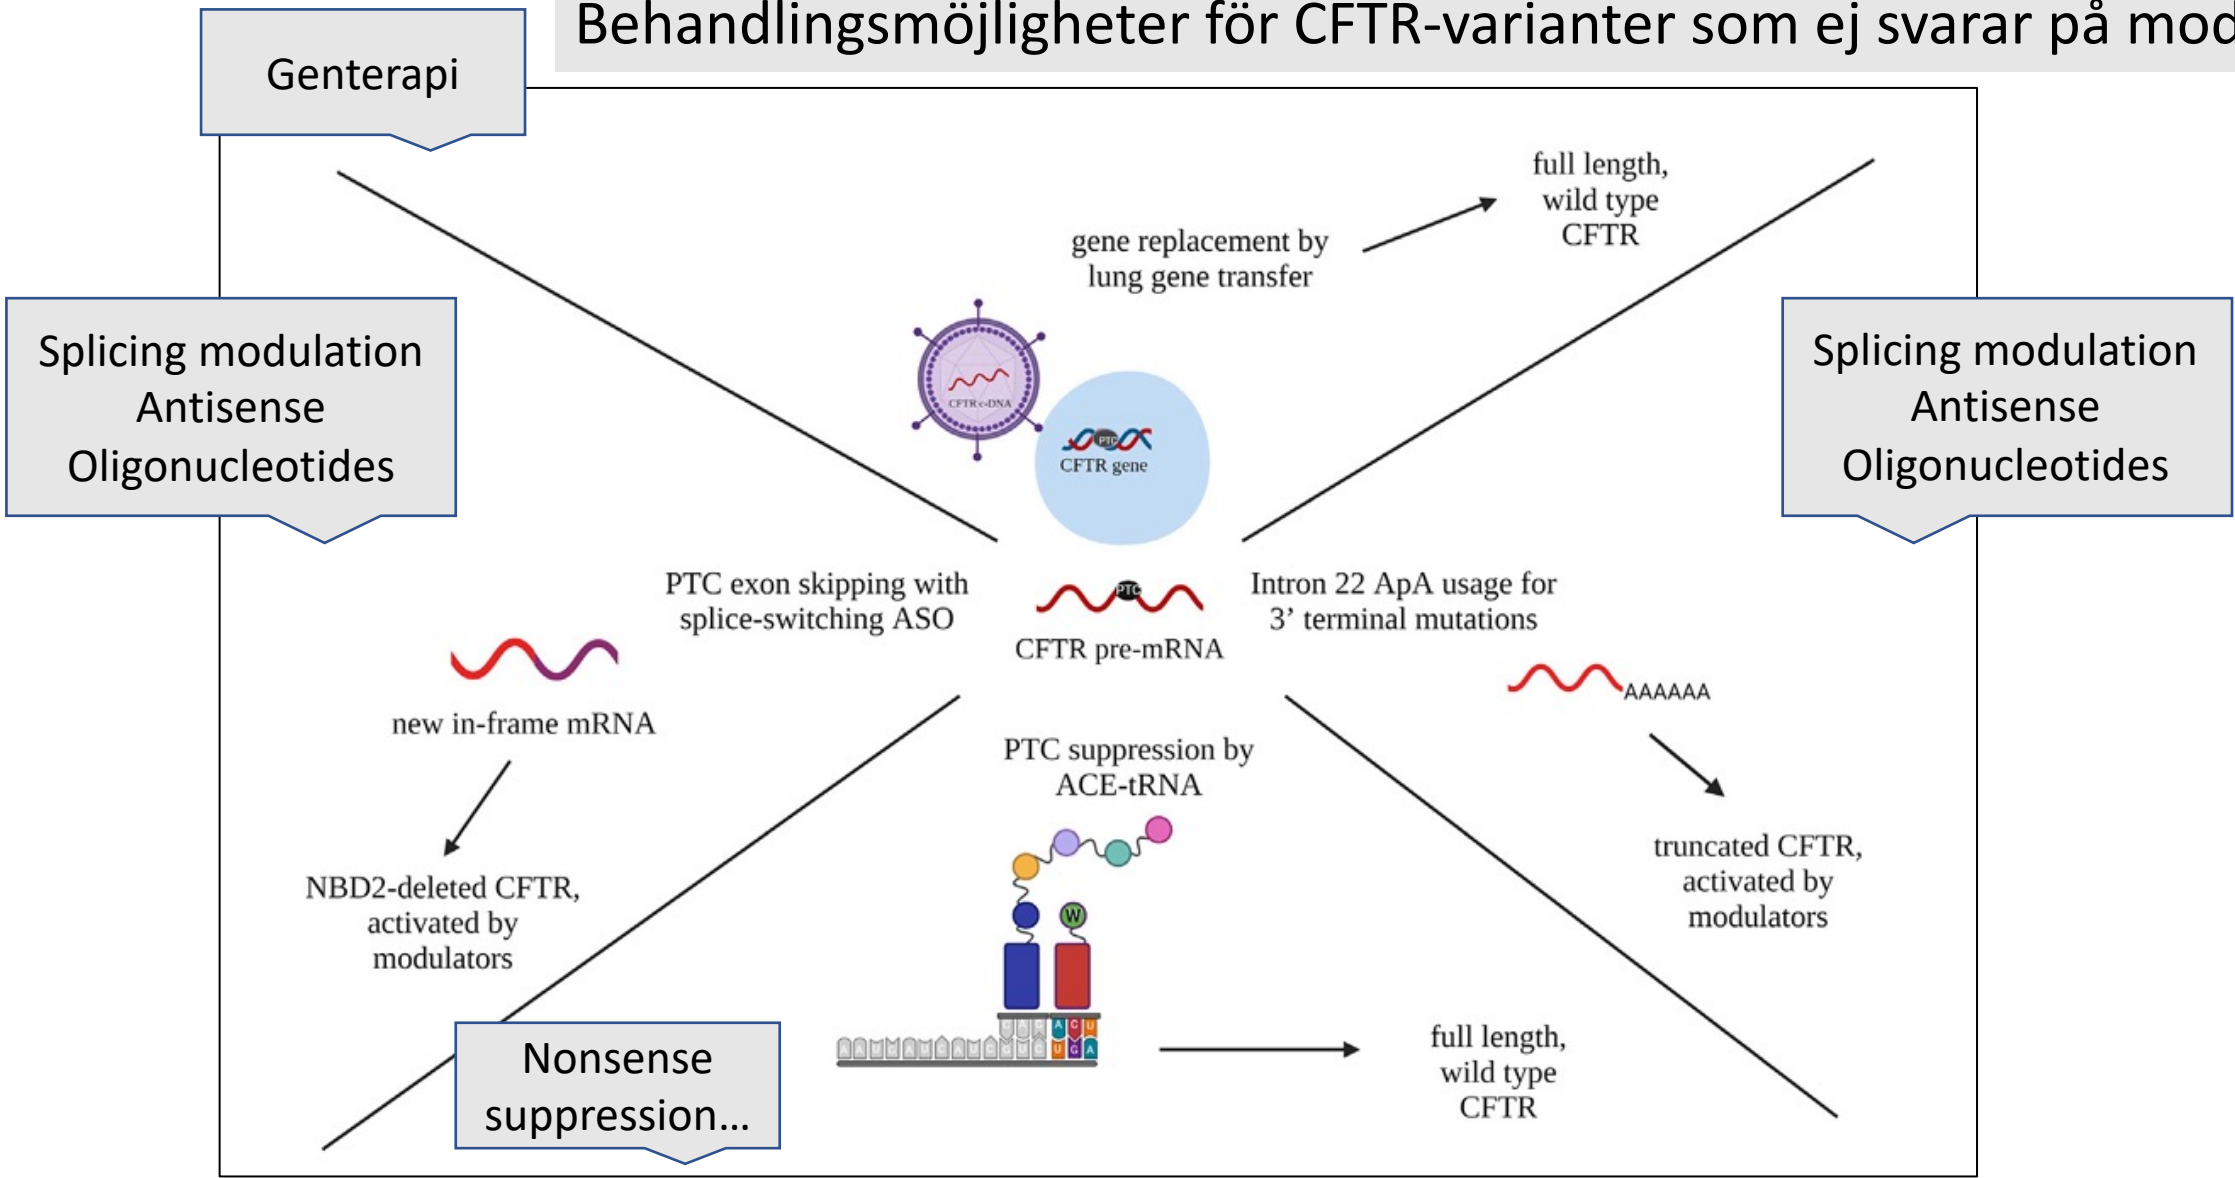 Behandlingsmöjligheter för CFTR-varianter som ej svarar på mod
Genterapi
full length,
wild type
CFTR
gene replacement by
lung gene transfer
Splicing modulation
Antisense
Oligonucleotides
CFTR c-DNA
PTC
CFTR gene
Splicing modulation
Antisense
Oligonucleotides
PTC exon skipping with
splice-switching ASO
PTC
CFTR pre-mRNA
Intron 22 ApA usage for
3’ terminal mutations
new in-frame mRNA
AAAAAA
NBD2-deleted CFTR,
activated by
modulators
PTC suppression by
ACE-tRNA
truncated CFTR,
activated by
modulators
W
A C U
U G A
Nonsense
suppression...
full length,
wild type
CFTR